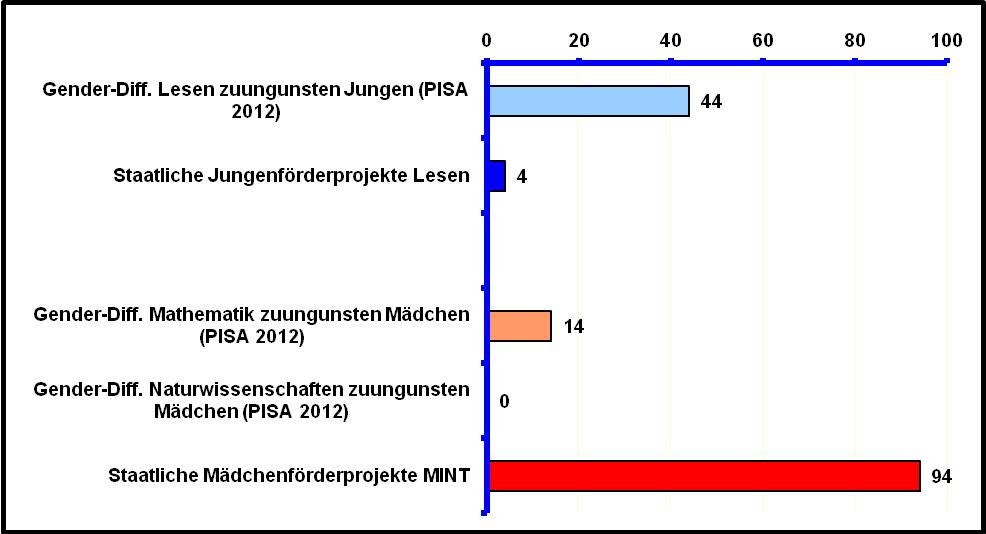 0 20 40 60 80 100
Gender-Diff. Lesen zuungunsten Jungen (PISA
2012)
44
Staatliche Jungenförderprojekte Lesen
4
Gender-Diff. Mathematik zuungunsten Mädchen
(PISA 2012)
14
Gender-Diff. Naturwissenschaften zuungunsten
Mädchen (PISA 2012)
0
Staatliche Mädchenförderprojekte MINT
94